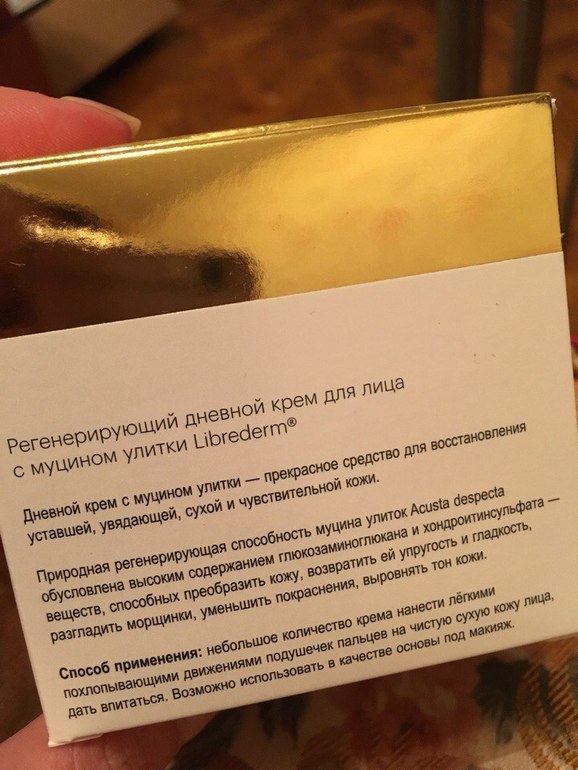 Регенерирующий дневной крем для лица
с муцином улитки Librederm®
Дневной крем с муцином улитки — прекрасное средство для восстановления
уставшей, увядающей, сухой и чувствительной кожи.
Природная регенерирующая способность муцина улиток Acusta despecta
обусловлена высоким содержанием глюкозаминоглюкана и хондроитинсульфата —
веществ, способных преобразить кожу, возвратить ей упругость и гладкость,
разгладить морщинки, уменьшить покраснения, выровнять тон кожи.
Способ применения: небольшое количество крема нанести лёгкими
похлопывающими движениями подушечек пальцев на чистую сухую кожу лица,
дать впитаться. Возможно использовать в качестве основы под макияж.